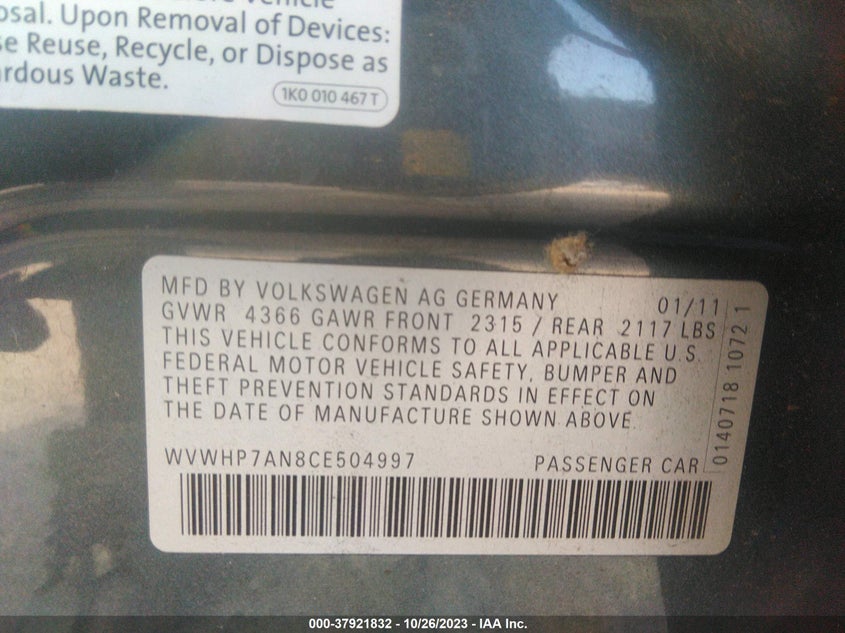 osal. Upon Removal of Devices:
se Reuse, Recycle, or Dispose as
ardous Waste.
1K0 010 467 T
MFD BY VOLKSWAGEN AG GERMANY 01/11
GVWR 4366 GAWR FRONT 2315 / REAR 2117 LBS
THIS VEHICLE CONFORMS TO ALL APPLICABLE U.S.
FEDERAL MOTOR VEHICLE SAFETY, BUMPER AND
THEFT PREVENTION STANDARDS IN EFFECT ON
THE DATE OF MANUFACTURE SHOWN ABOVE.
WVWHP7AN8CE504997 PASSENGER CAR
0140718 1072 1
000-37921832 - 10/26/2023 - IAA Inc.